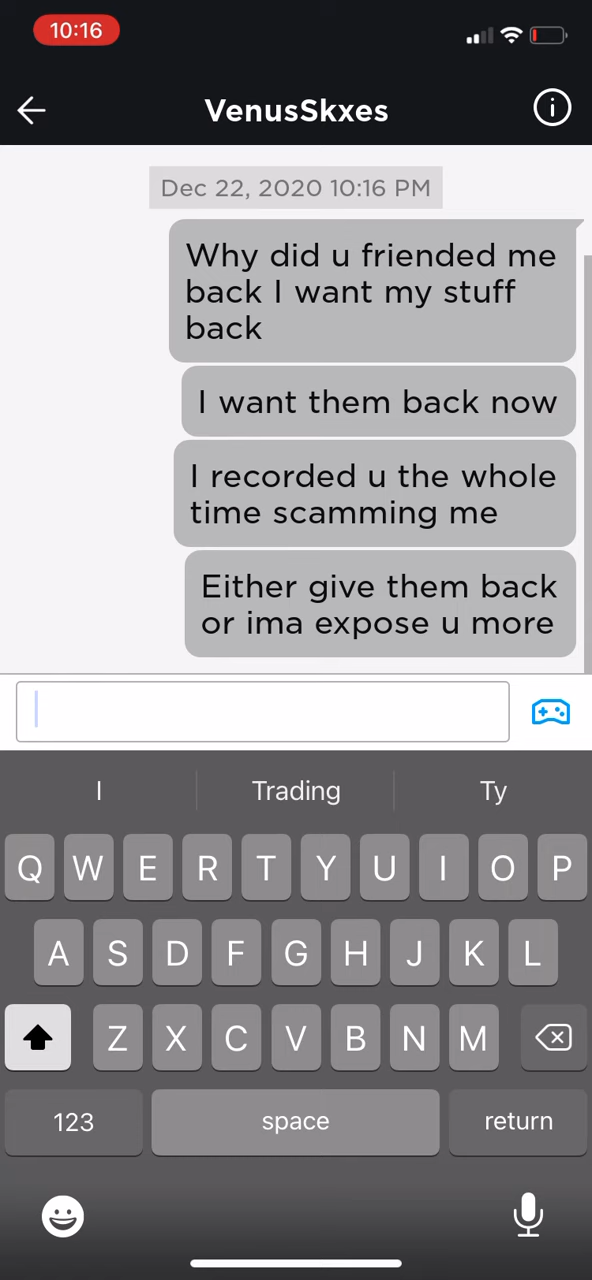 10:16
VenusSkxes
Dec 22, 2020 10:16 PM
Why did u friended me
back I want my stuff
back
I want them back now
I recorded u the whole
time scamming me
Either give them back
or ima expose u more
I Trading Ty
Q W E R T Y U I O P
A S D F G H J K L
Z X C V B N M
123 space return